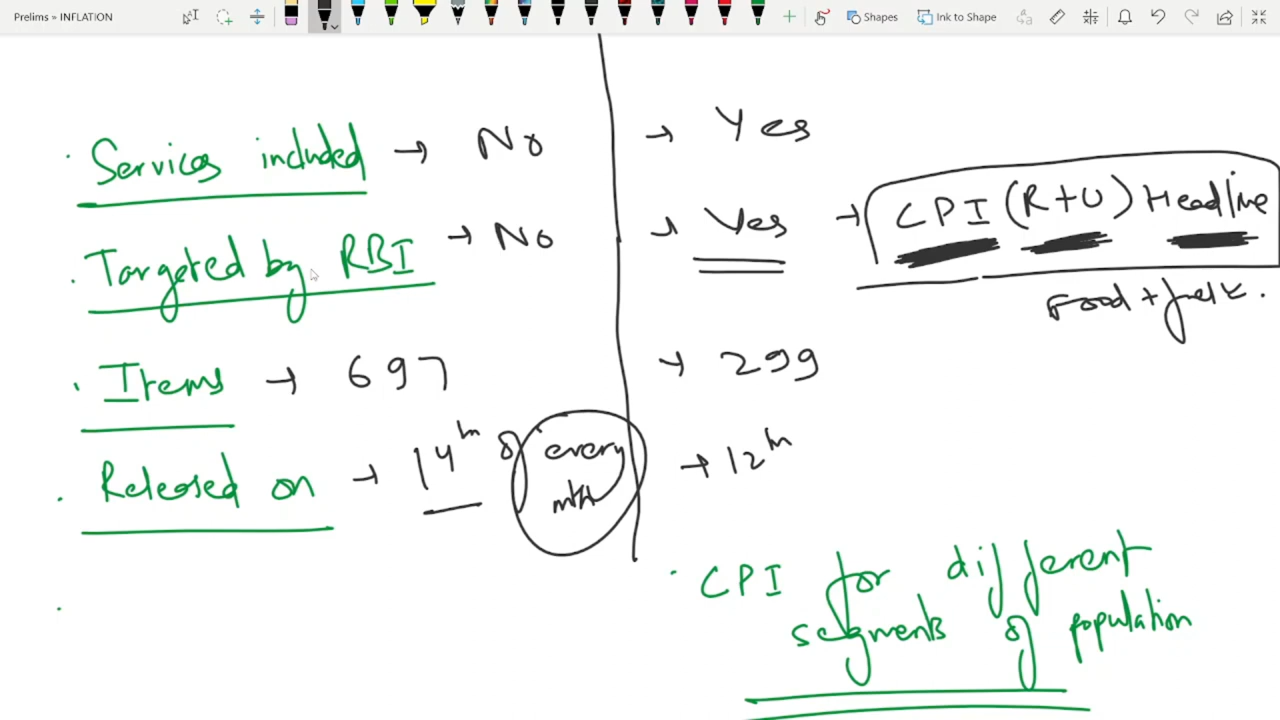 Prelims » INFLATION
Shapes
Ink to Shape
Services included → No → Yes
Targeted by RBI → No → Yes → CPI (R+U) Headline
Food + fuel
Items → 697 → 299
Released on → 14th of every mth → 12th
CPI for different
segments of population